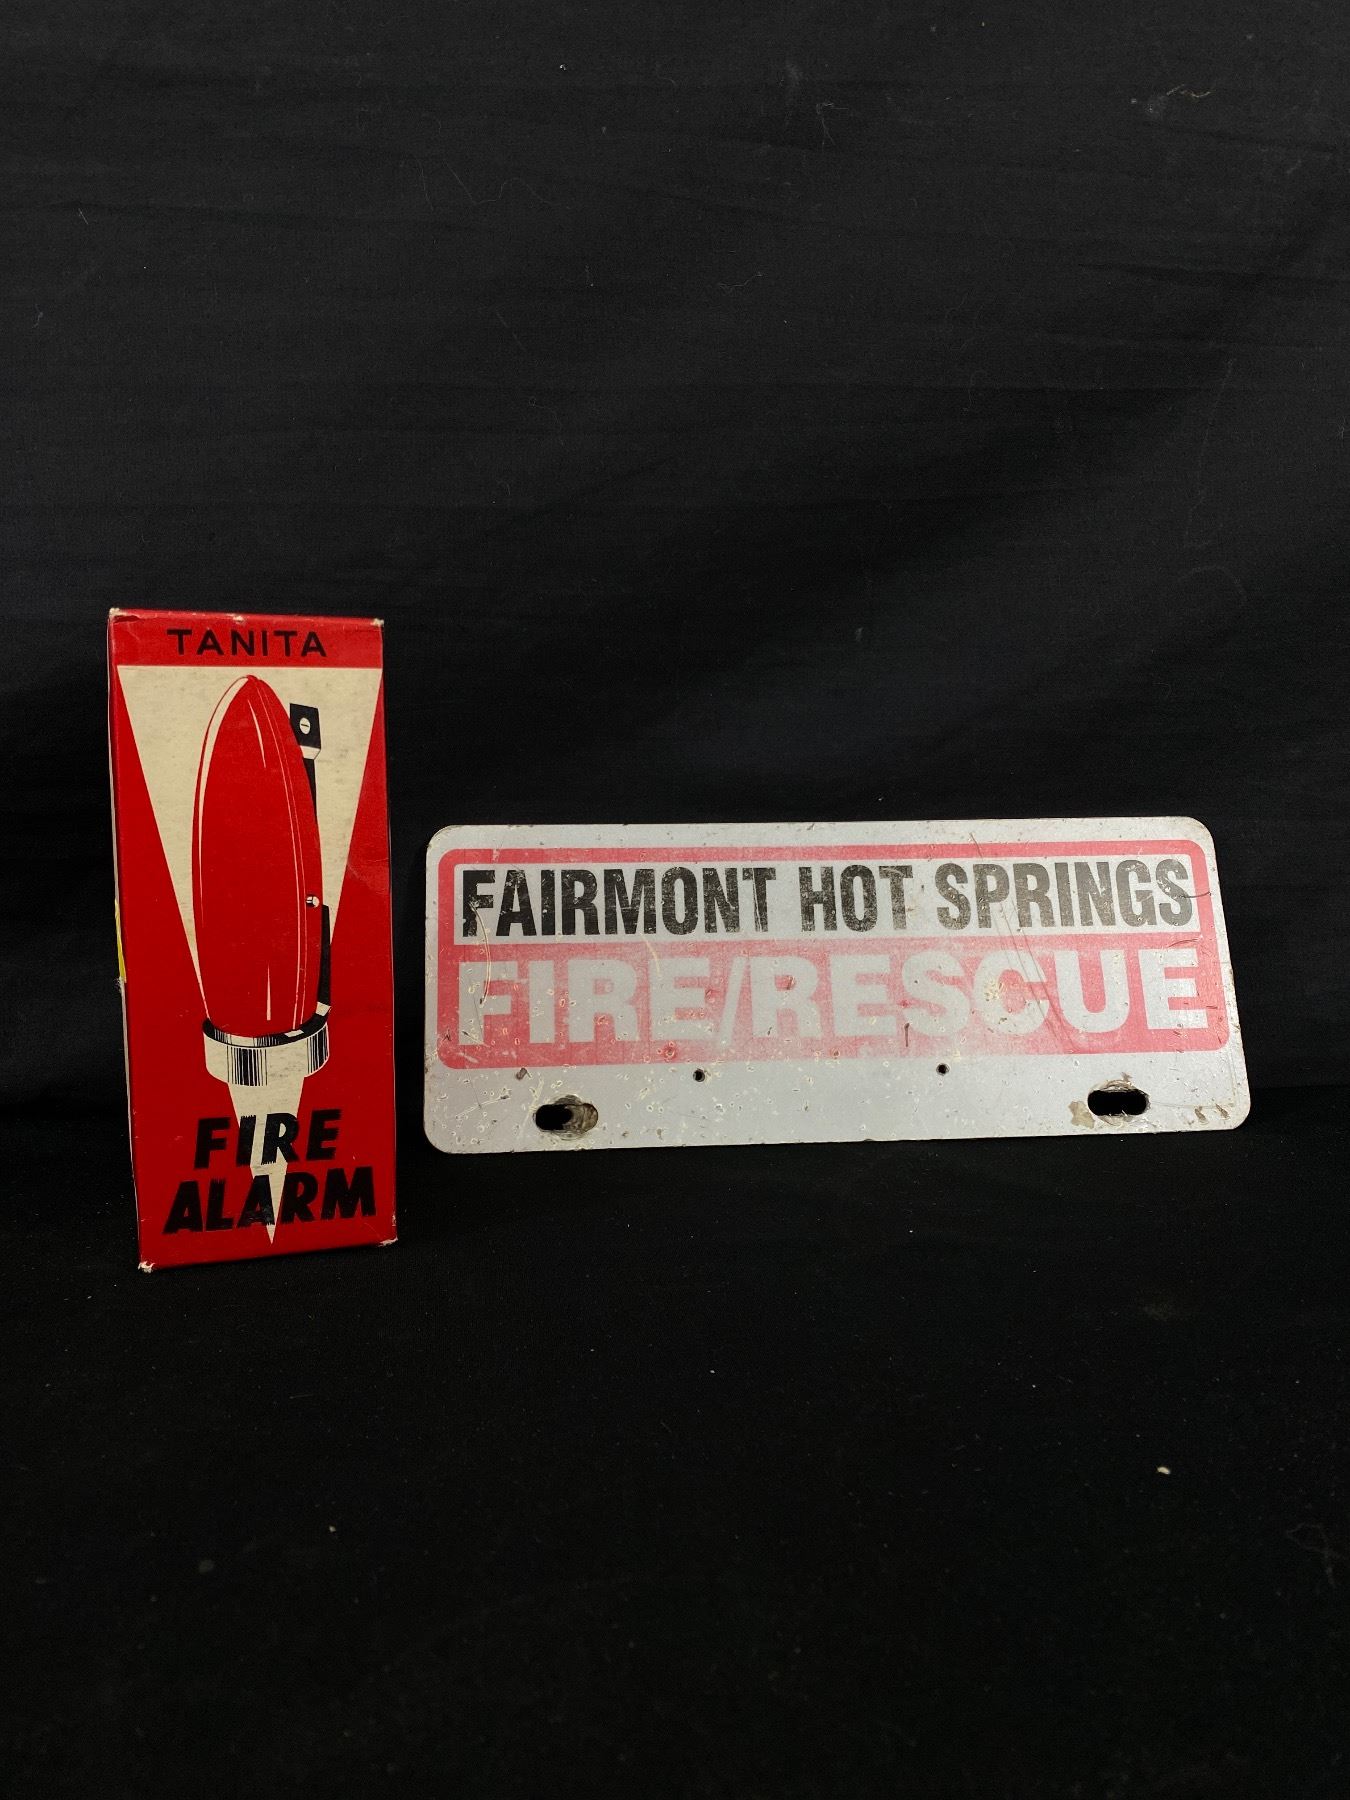 TANITA
FIRE
ALARM
FAIRMONT HOT SPRINGS
FIRE/RESCUE